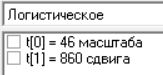 Логистическое
t[0] = 46 масштаба
t[1] = 860 сдвига